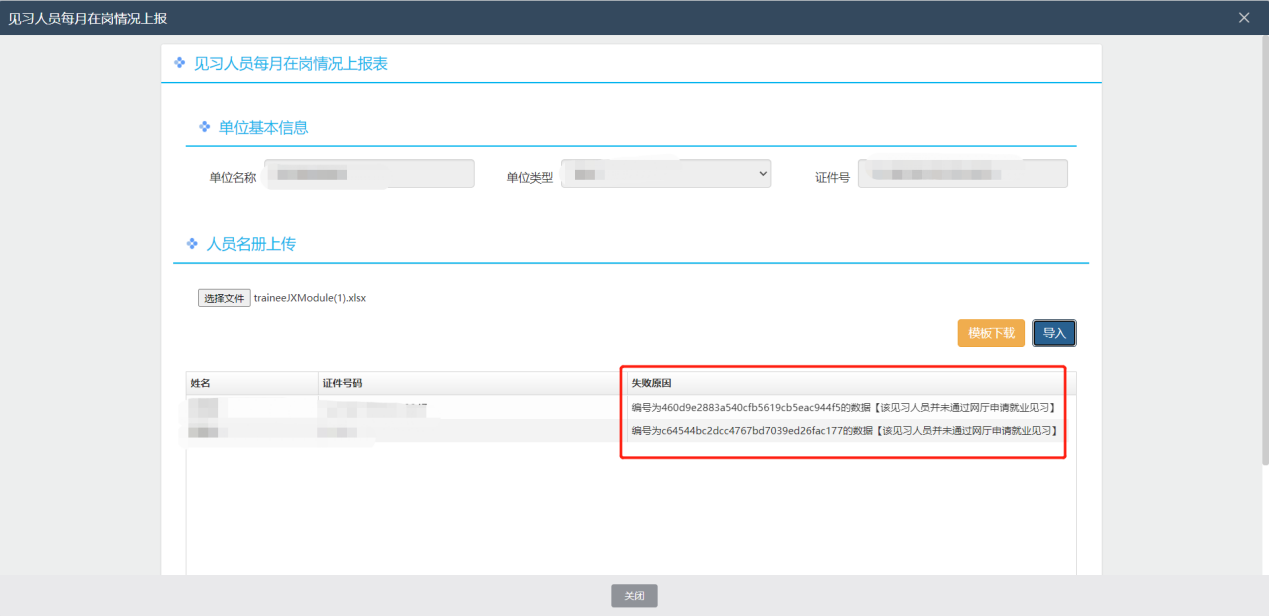 见习人员每月在岗情况上报
见习人员每月在岗情况上报表
单位基本信息
单位名称 单位类型 证件号
人员名册上传
选择文件 traineeJXModule(1).xlsx
模板下载 导入
姓名 证件号码 失败原因
编号为460d9e2883a540cfb5619cb5eac944f5的数据【该见习人员并未通过网厅申请就业见习】
编号为c64544bc2dcc4767bd7039ed26fac177的数据【该见习人员并未通过网厅申请就业见习】
关闭